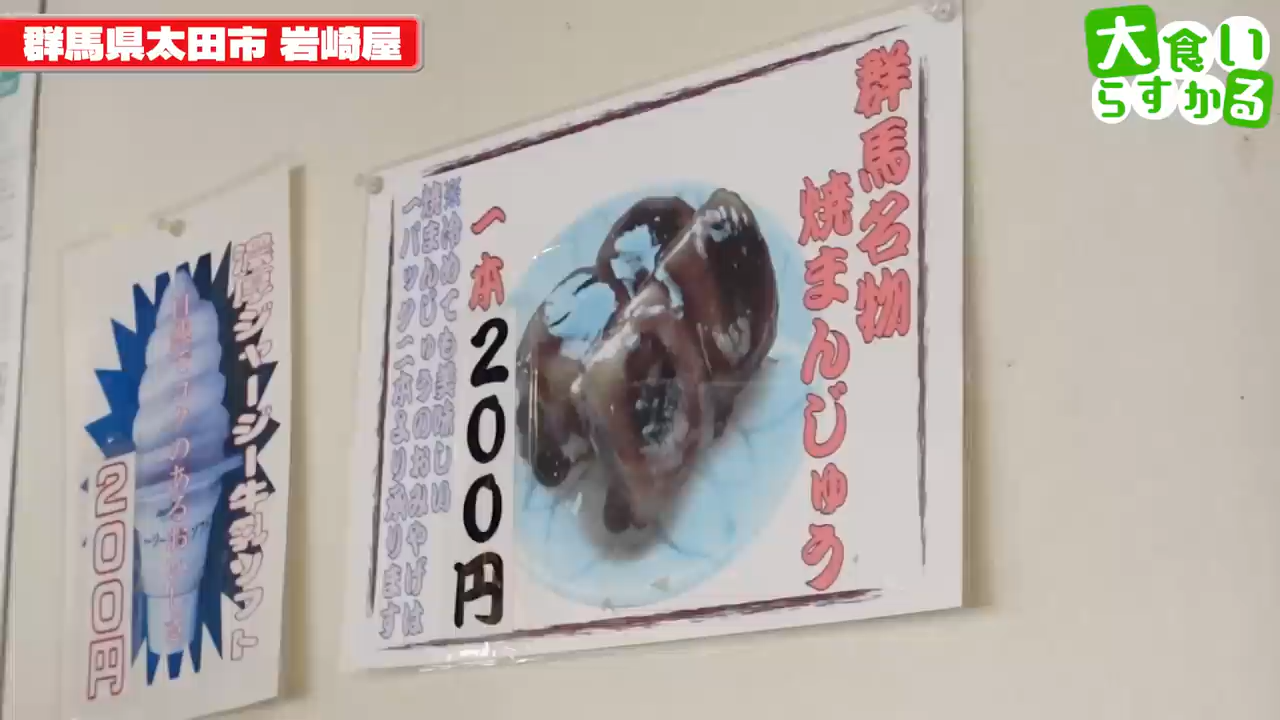 群馬県太田市 岩崎屋
大食い
らすかる
群馬名物
焼まんじゅう
一本200円
※冷めても美味しい
焼まんじゅうのおみやげは
一パック二本より承ります
濃厚ジャージー牛乳ソフト
200円